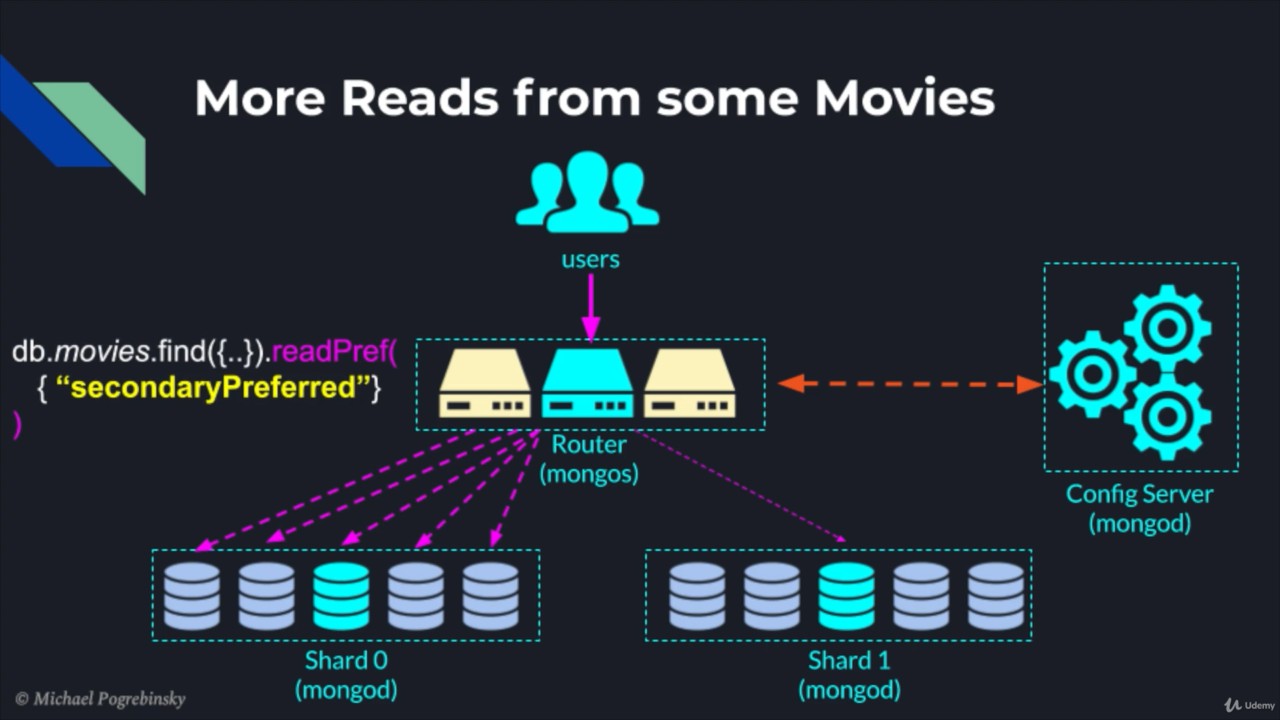 More Reads from some Movies
users
db.movies.find({..}).readPref(
{ “secondaryPreferred”}
)
Router
(mongos)
Config Server
(mongod)
Shard 0
(mongod)
Shard 1
(mongod)
© Michael Pogrebinsky
Udemy